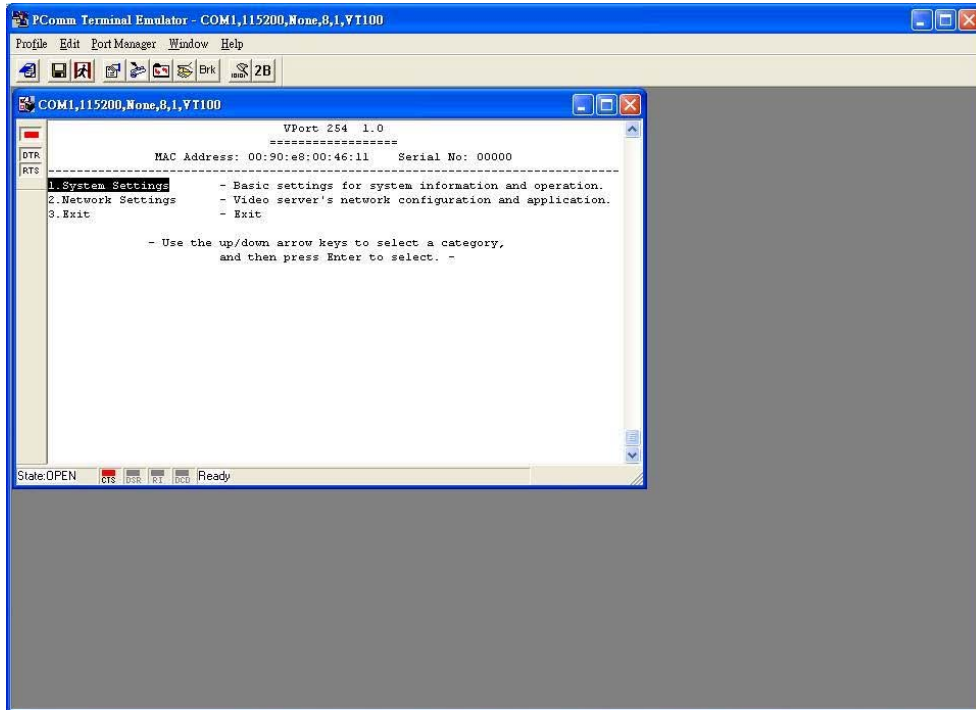 PComm Terminal Emulator - COM1,115200,None,8,1,VT100
Profile Edit PortManager Window Help
Brk 2B
COM1,115200,None,8,1,VT100
DTR
RTS
VPort 254 1.0
==================
MAC Address: 00:90:e8:00:46:11 Serial No: 00000
--------------------------------------------------------------------------------
1.System Settings - Basic settings for system information and operation.
2.Network Settings - Video server's network configuration and application.
3.Exit - Exit
- Use the up/down arrow keys to select a category,
and then press Enter to select. -
State:OPEN CTS DSR RI DCD Ready